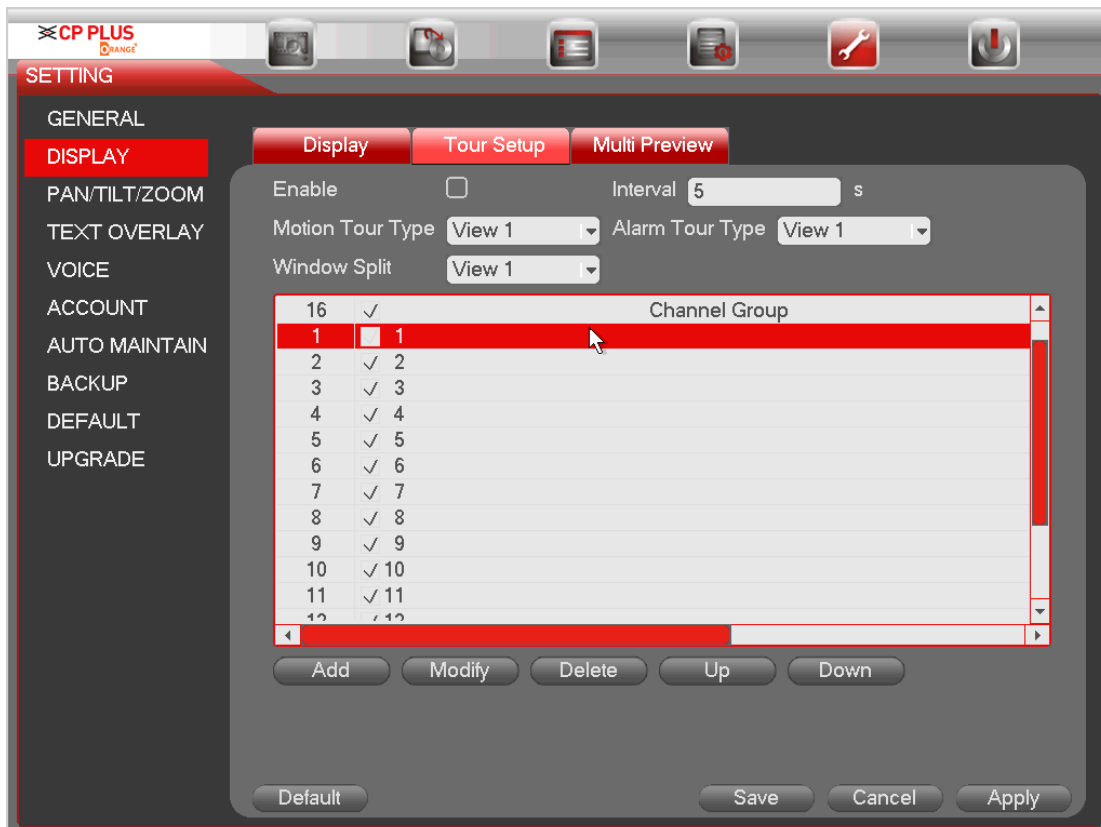 CP PLUS
ORANGE
SETTING
GENERAL
DISPLAY
PAN/TILT/ZOOM
TEXT OVERLAY
VOICE
ACCOUNT
AUTO MAINTAIN
BACKUP
DEFAULT
UPGRADE
Display Tour Setup Multi Preview
Enable Interval 5 s
Motion Tour Type View 1 Alarm Tour Type View 1
Window Split View 1
16 Channel Group
1 1
2 2
3 3
4 4
5 5
6 6
7 7
8 8
9 9
10 10
11 11
12 12
Add Modify Delete Up Down
Default Save Cancel Apply